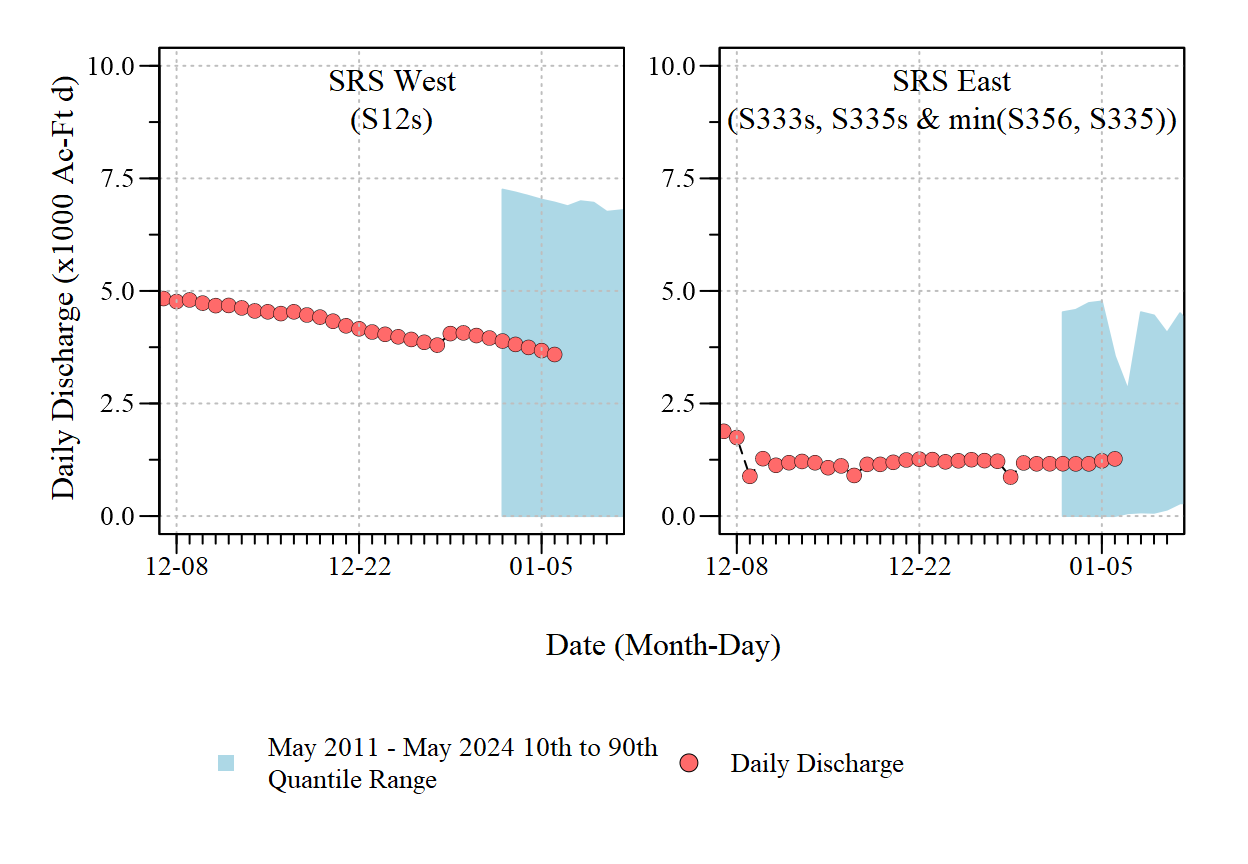 SRS West
(S12s)
SRS East
(S333s, S335s & min(S356, S335))
Daily Discharge (x1000 Ac-Ft d)
10.0
7.5
5.0
2.5
0.0
12-08
12-22
01-05
10.0
7.5
5.0
2.5
0.0
12-08
12-22
01-05
Date (Month-Day)
May 2011 - May 2024 10th to 90th
Quantile Range
Daily Discharge